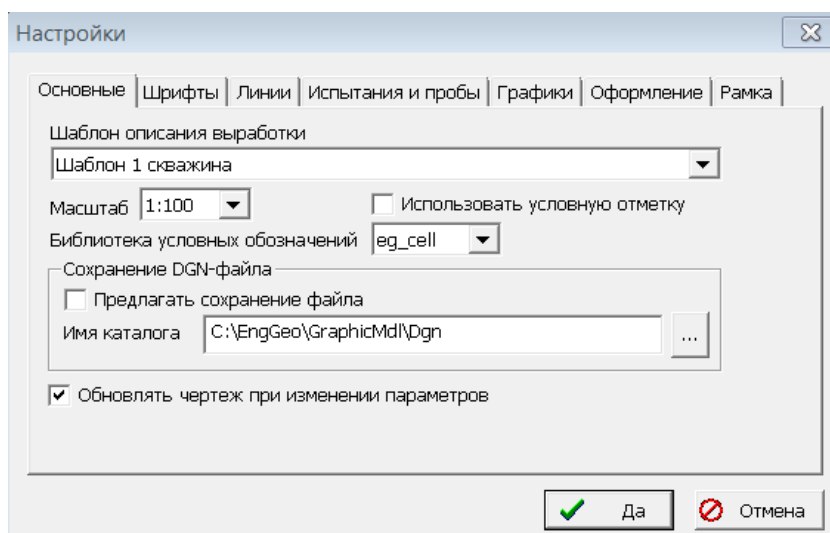 Настройки
Основные Шрифты Линии Испытания и пробы Графики Оформление Рамка
Шаблон описания выработки
Шаблон 1 скважина
Масштаб 1:100 Использовать условную отметку
Библиотека условных обозначений eg_cell
Сохранение DGN-файла
Предлагать сохранение файла
Имя каталога C:\EngGeo\GraphicMdl\Dgn ...
Обновлять чертеж при изменении параметров
Да Отмена